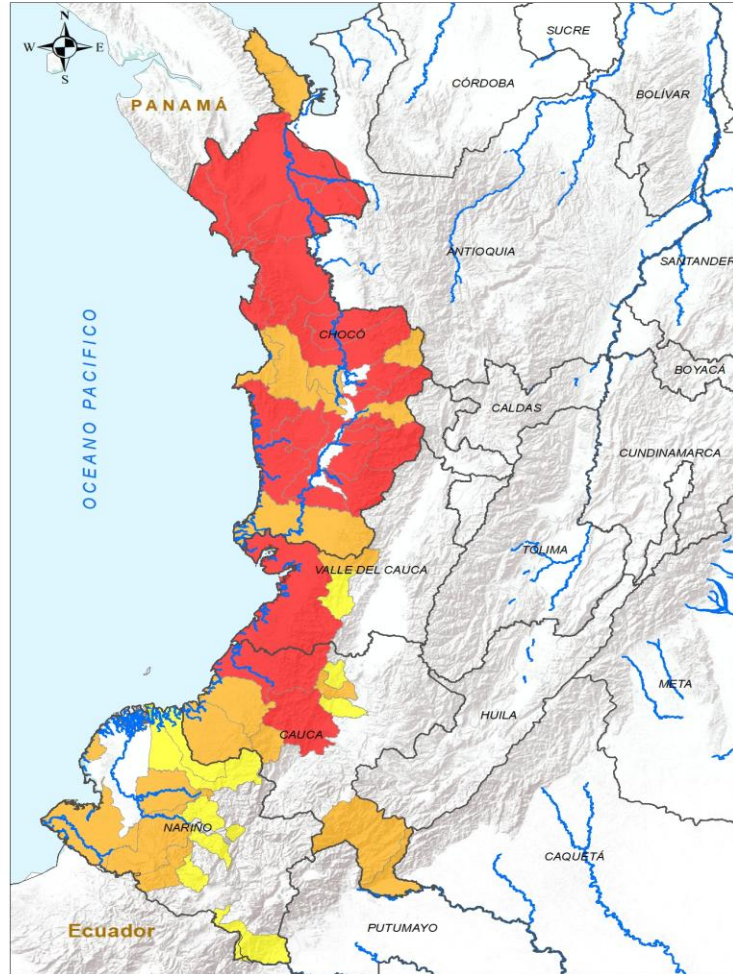 N
W E
S
SUCRE
CÓRDOBA
BOLÍVAR
PANAMÁ
ANTIOQUIA
SANTANDER
OCEANO PACIFICO
CHOCÓ
BOYACÁ
CALDAS
CUNDINAMARCA
TOLIMA
VALLE DEL CAUCA
META
HUILA
CAUCA
NARIÑO
CAQUETÁ
PUTUMAYO
Ecuador